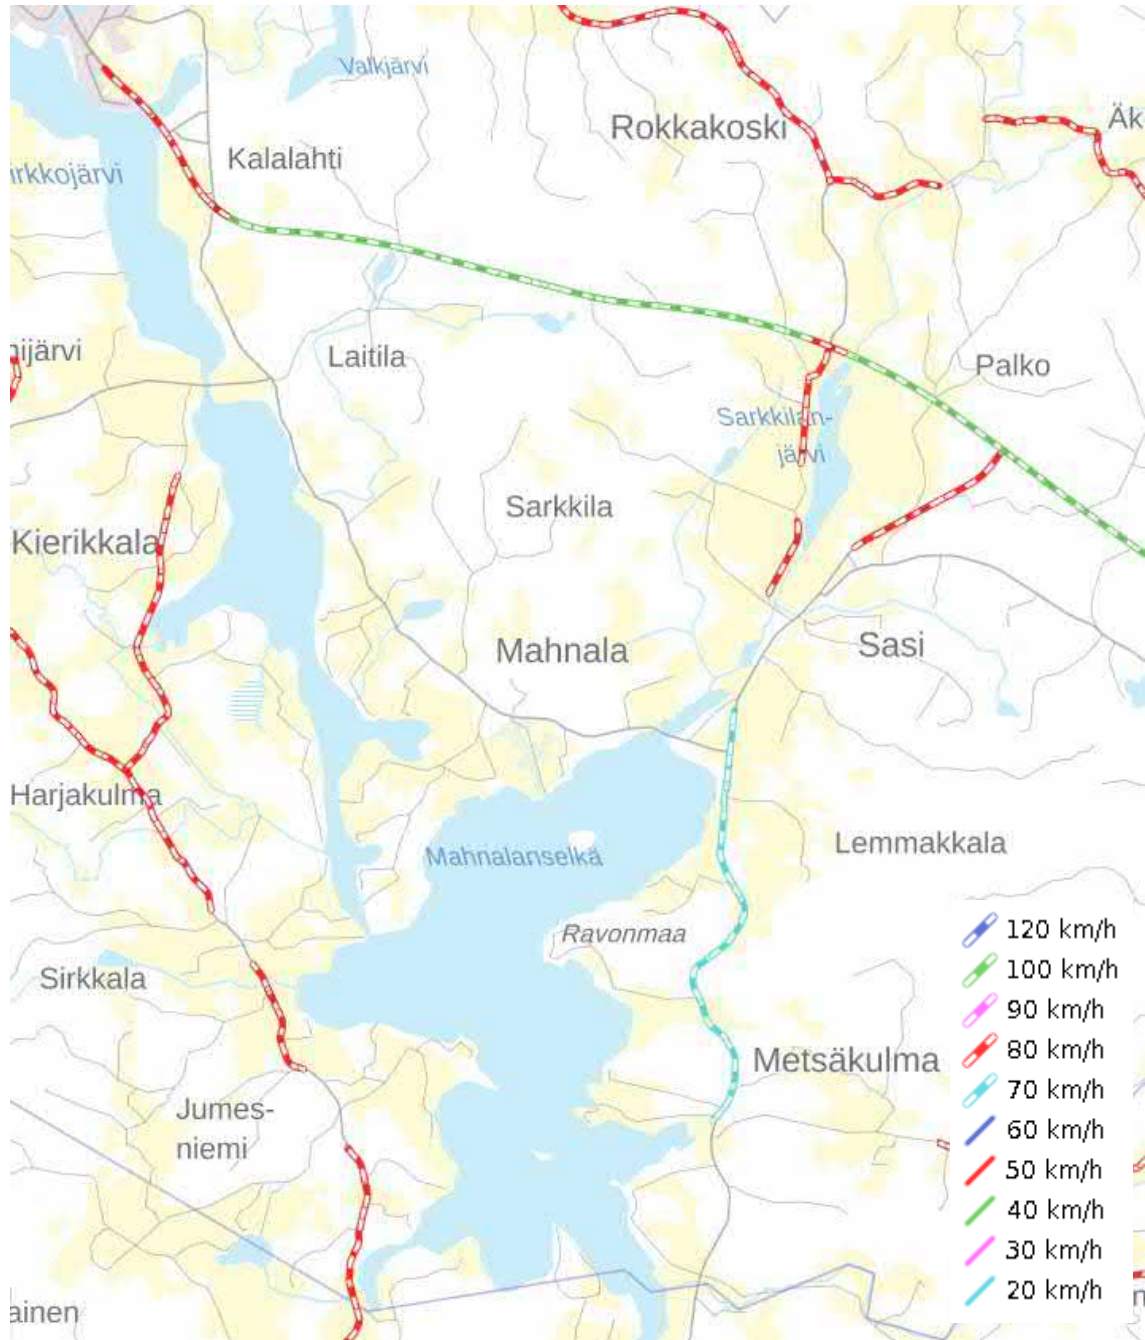 Valkjärvi
Rokkakoski
Äk
Kalalahti
irkkojärvi
Laitila
Palko
Sarkkilan-
järvi
Sarkkila
Kierikkala
Mahnala
Sasi
Harjakulma
Mahnalanselkä
Lemmakkala
Ravonmaa
Sirkkala
Metsäkulma
Jumes-
niemi
ainen
120 km/h
100 km/h
90 km/h
80 km/h
70 km/h
60 km/h
50 km/h
40 km/h
30 km/h
20 km/h